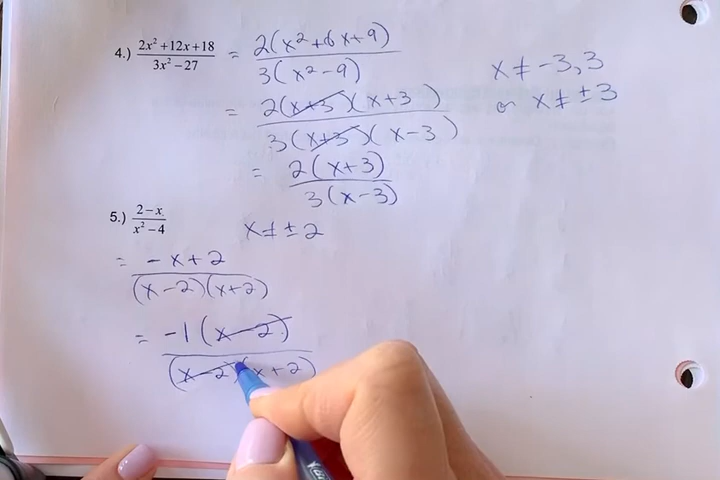 4.) (2x²+12x+18)/(3x²−27) = 2(x²+6x+9)/3(x²−9)
x≠−3,3
or x≠±3
= 2(x+3)(x+3)/3(x+3)(x−3)
= 2(x+3)/3(x−3)
5.) (2−x)/(x²−4) x≠±2
= −x+2/(x−2)(x+2)
= −1(x−2)/(x−2)(x+2)